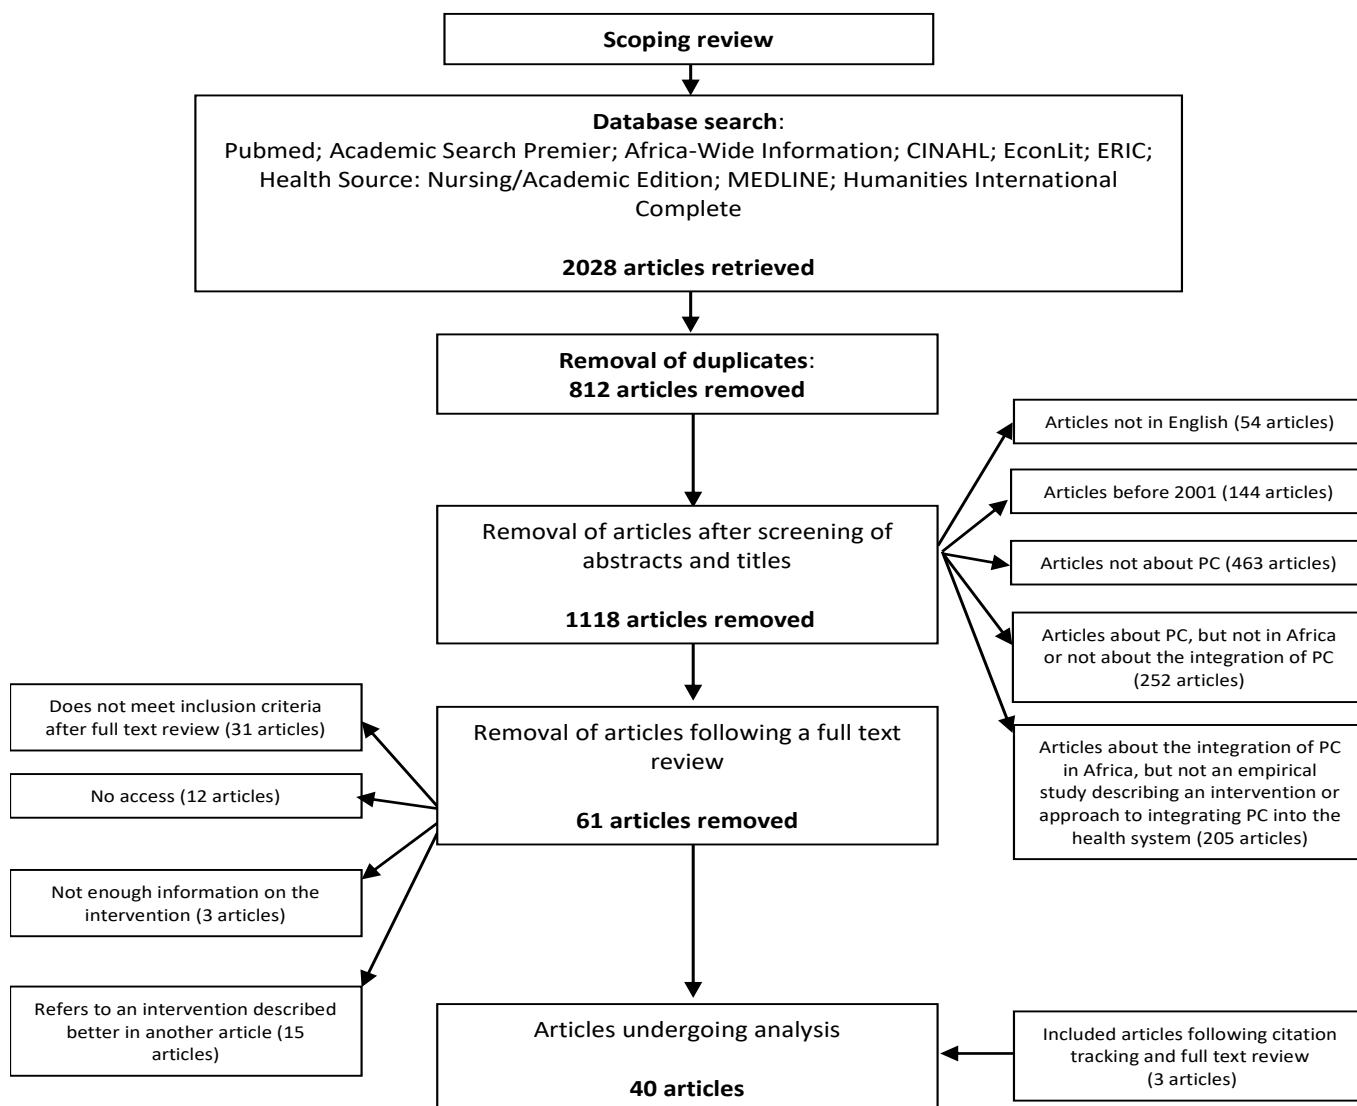 Scoping review
Database search:
Pubmed; Academic Search Premier; Africa-Wide Information; CINAHL; EconLit; ERIC;
Health Source: Nursing/Academic Edition; MEDLINE; Humanities International
Complete
2028 articles retrieved
Removal of duplicates:
812 articles removed
Articles not in English (54 articles)
Articles before 2001 (144 articles)
Articles not about PC (463 articles)
Articles about PC, but not in Africa
or not about the integration of PC
(252 articles)
Articles about the integration of PC
in Africa, but not an empirical
study describing an intervention or
approach to integrating PC into the
health system (205 articles)
Removal of articles after screening of
abstracts and titles
1118 articles removed
Does not meet inclusion criteria
after full text review (31 articles)
No access (12 articles)
Not enough information on the
intervention (3 articles)
Refers to an intervention described
better in another article (15
articles)
Removal of articles following a full text
review
61 articles removed
Articles undergoing analysis
40 articles
Included articles following citation
tracking and full text review
(3 articles)